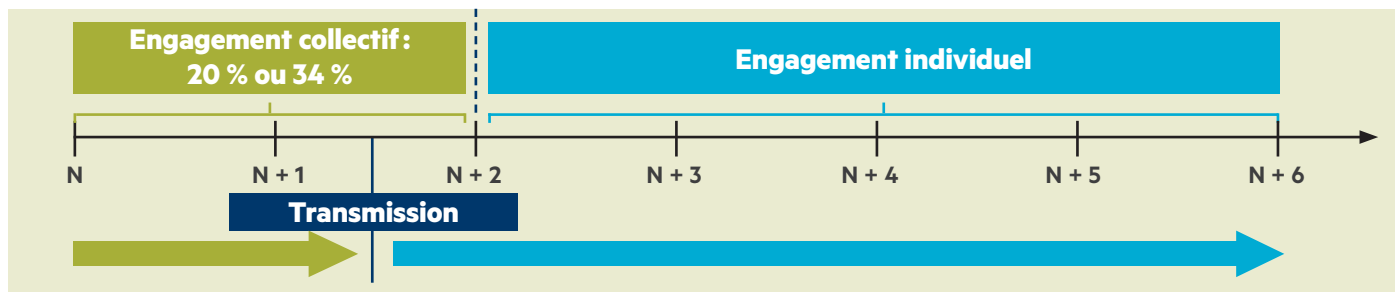 Engagement collectif :
20 % ou 34 %
Engagement individuel
N
N + 1
N + 2
N + 3
N + 4
N + 5
N + 6
Transmission